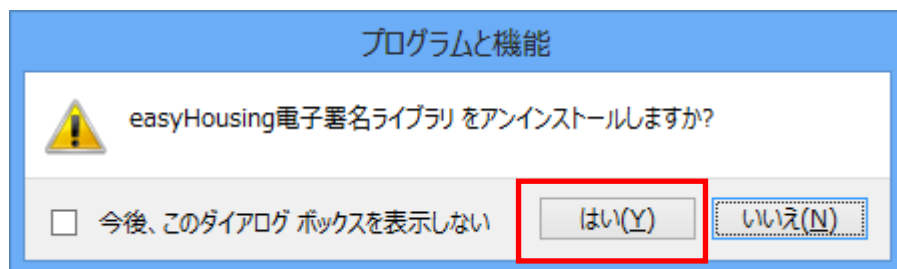 プログラムと機能
easyHousing電子署名ライブラリ をアンインストールしますか?
今後、このダイアログ ボックスを表示しない
はい(Y)
いいえ(N)